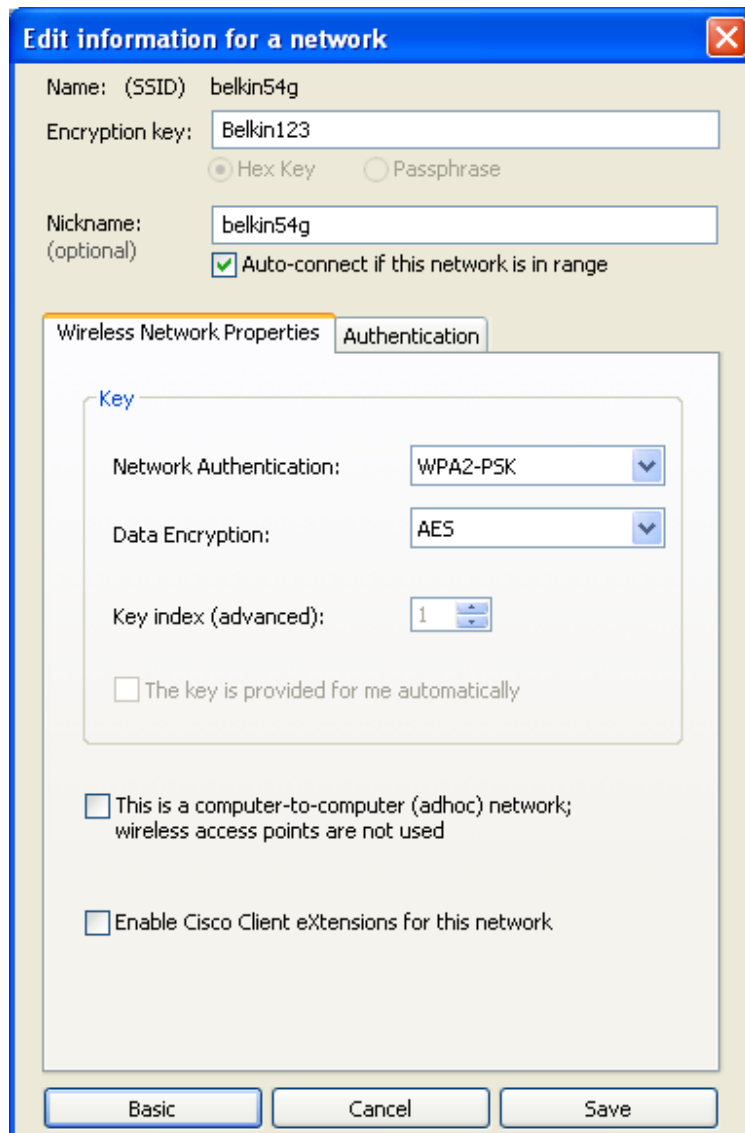 Edit information for a network
Name: (SSID) belkin54g
Encryption key: Belkin123
Hex Key Passphrase
Nickname: belkin54g
(optional)
Auto-connect if this network is in range
Wireless Network Properties Authentication
Key
Network Authentication: WPA2-PSK
Data Encryption: AES
Key index (advanced): 1
The key is provided for me automatically
This is a computer-to-computer (adhoc) network;
wireless access points are not used
Enable Cisco Client eXtensions for this network
Basic Cancel Save